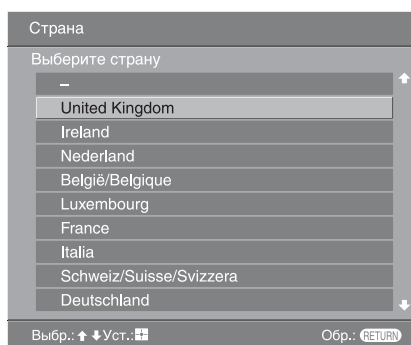 Страна
Выберите страну
–
United Kingdom
Ireland
Nederland
België/Belgique
Luxembourg
France
Italia
Schweiz/Suisse/Svizzera
Deutschland
Выбр.: Уст.: Обр.: RETURN